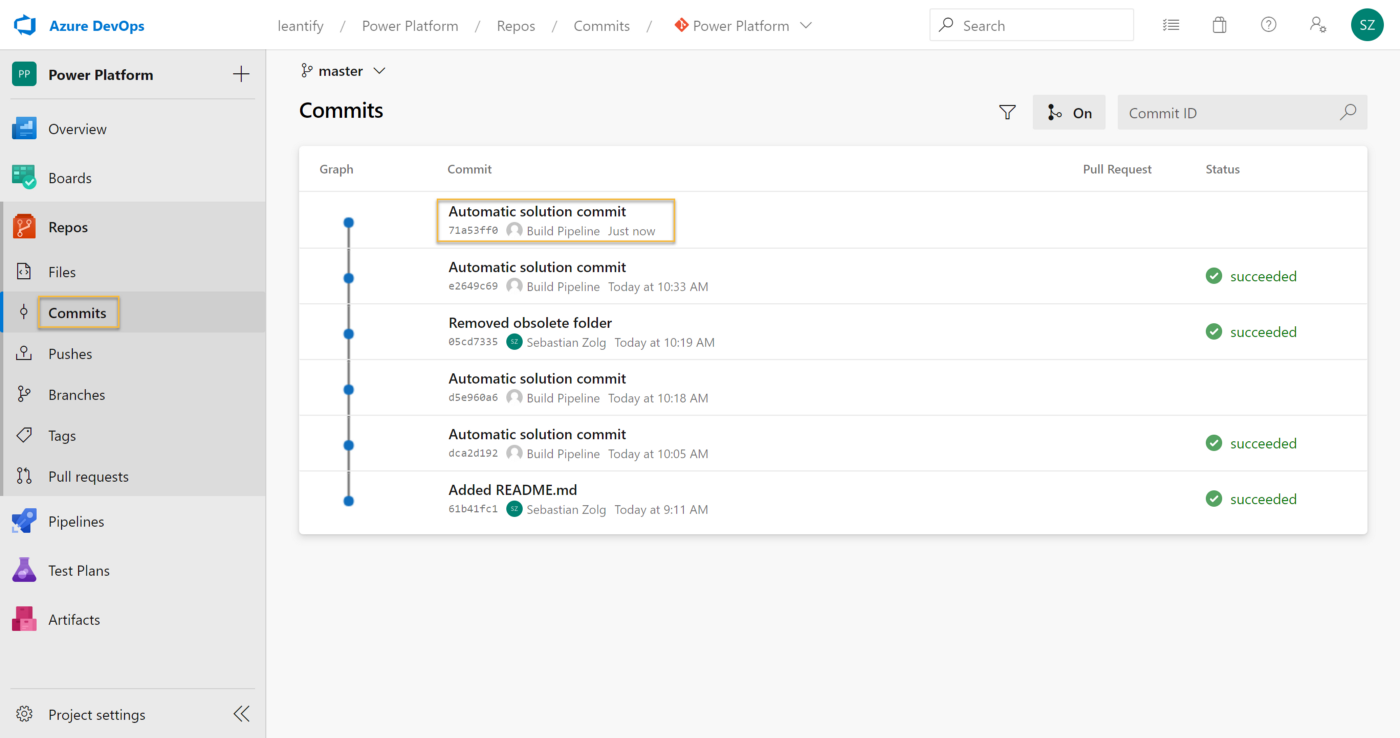 Azure DevOps
leantify / Power Platform / Repos / Commits / Power Platform
Search
SZ
PP Power Platform
Overview
Boards
Repos
Files
Commits
Pushes
Branches
Tags
Pull requests
Pipelines
Test Plans
Artifacts
Project settings
master
Commits
On
Commit ID
Graph Commit Pull Request Status
Automatic solution commit
71a53ff0 Build Pipeline Just now
Automatic solution commit
e2649c69 Build Pipeline Today at 10:33 AM
succeeded
Removed obsolete folder
05cd7335 SZ Sebastian Zolg Today at 10:19 AM
succeeded
Automatic solution commit
d5e960a6 Build Pipeline Today at 10:18 AM
Automatic solution commit
dca2d192 Build Pipeline Today at 10:05 AM
succeeded
Added README.md
61b41fc1 SZ Sebastian Zolg Today at 9:11 AM
succeeded